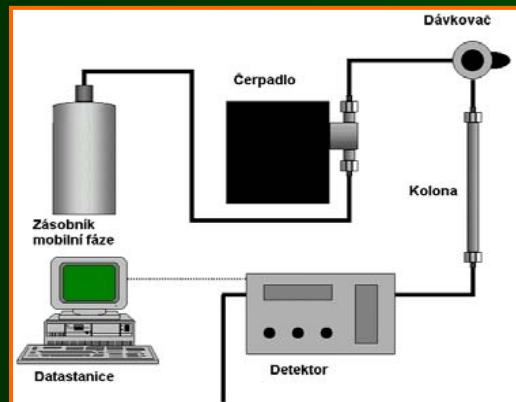 Dávkovač
Čerpadlo
Kolona
Zásobník
mobilní fáze
Datastanice
Detektor